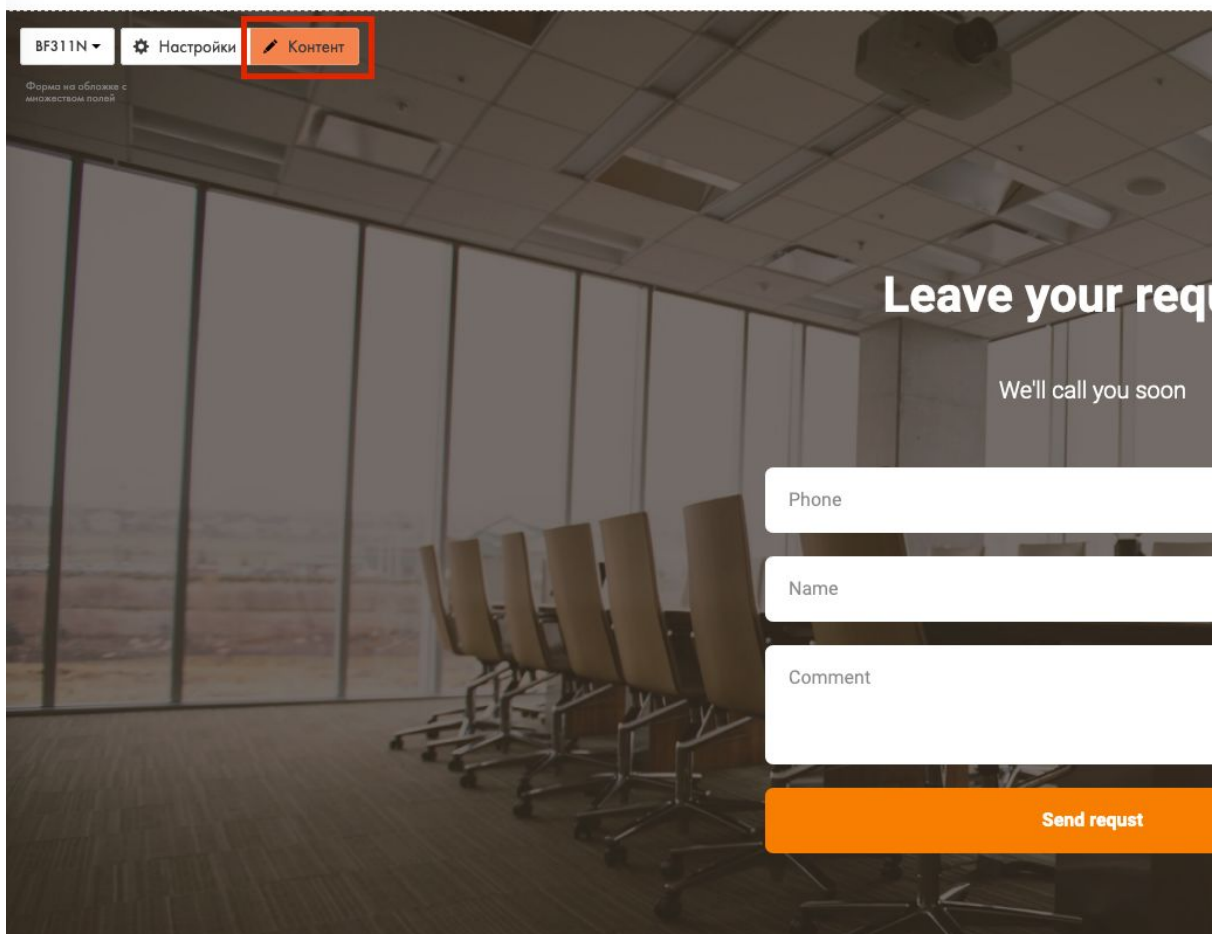 BF311N
Настройки
Контент
Форма на обложке с
множеством полей
Leave your requ
We'll call you soon
Phone
Name
Comment
Send requst